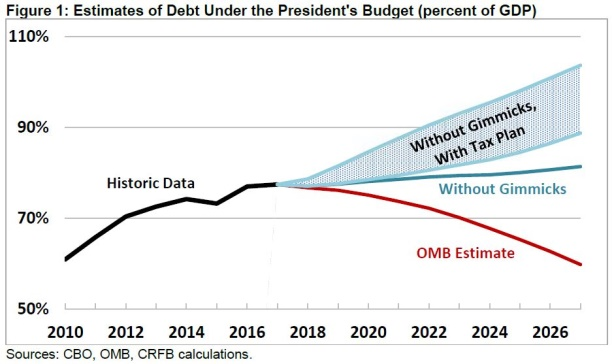 Figure 1: Estimates of Debt Under the President's Budget (percent of GDP)
110%
90%
70%
50%
Without Gimmicks,
With Tax Plan
Historic Data
Without Gimmicks
OMB Estimate
2010 2012 2014 2016 2018 2020 2022 2024 2026
Sources: CBO, OMB, CRFB calculations.